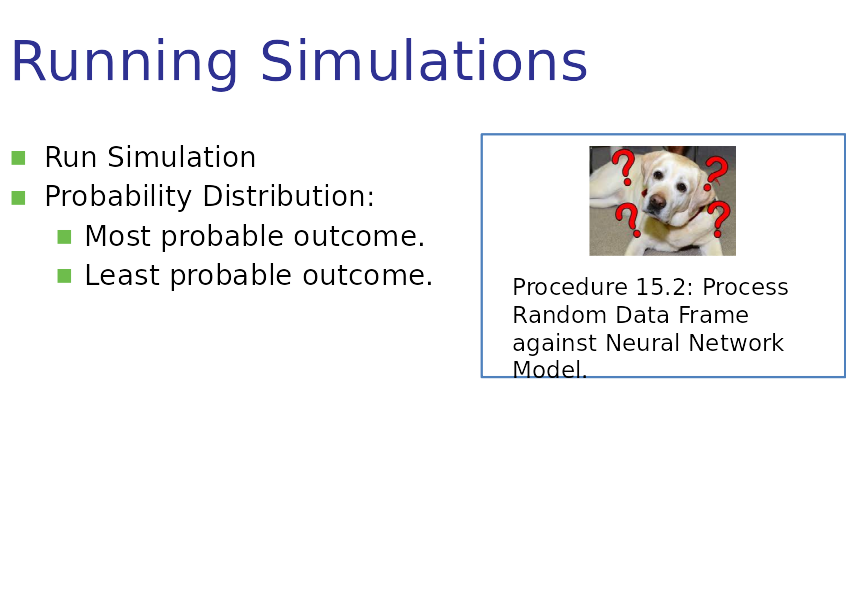 Running Simulations
Run Simulation
Probability Distribution:
Most probable outcome.
Least probable outcome.
? ? ? ?
Procedure 15.2: Process
Random Data Frame
against Neural Network
Model.